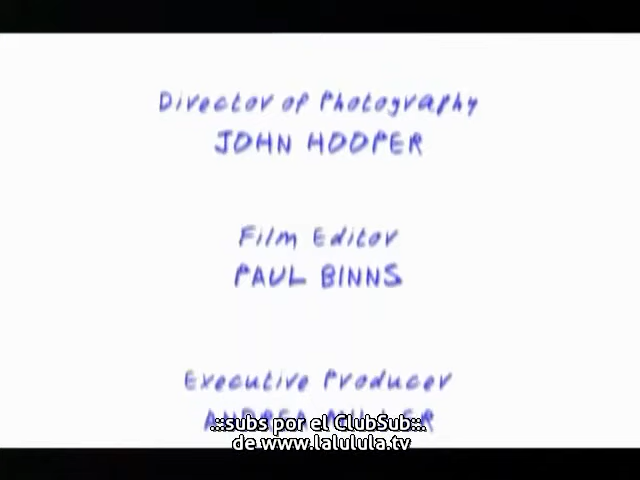 Director of Photography
JOHN HOOPER
Film Editor
PAUL BINNS
Executive Producer
ANDREA
.::subs por el ClubSub::.
de www.lalulula.tv